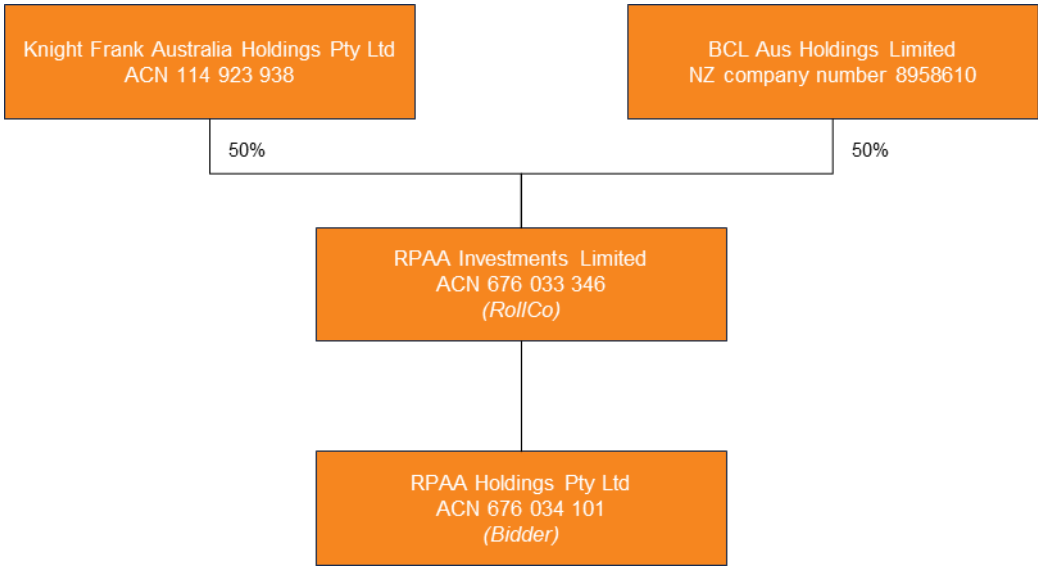 Knight Frank Australia Holdings Pty Ltd
ACN 114 923 938
BCL Aus Holdings Limited
NZ company number 8958610
50%
50%
RPAA Investments Limited
ACN 676 033 346
(RollCo)
RPAA Holdings Pty Ltd
ACN 676 034 101
(Bidder)